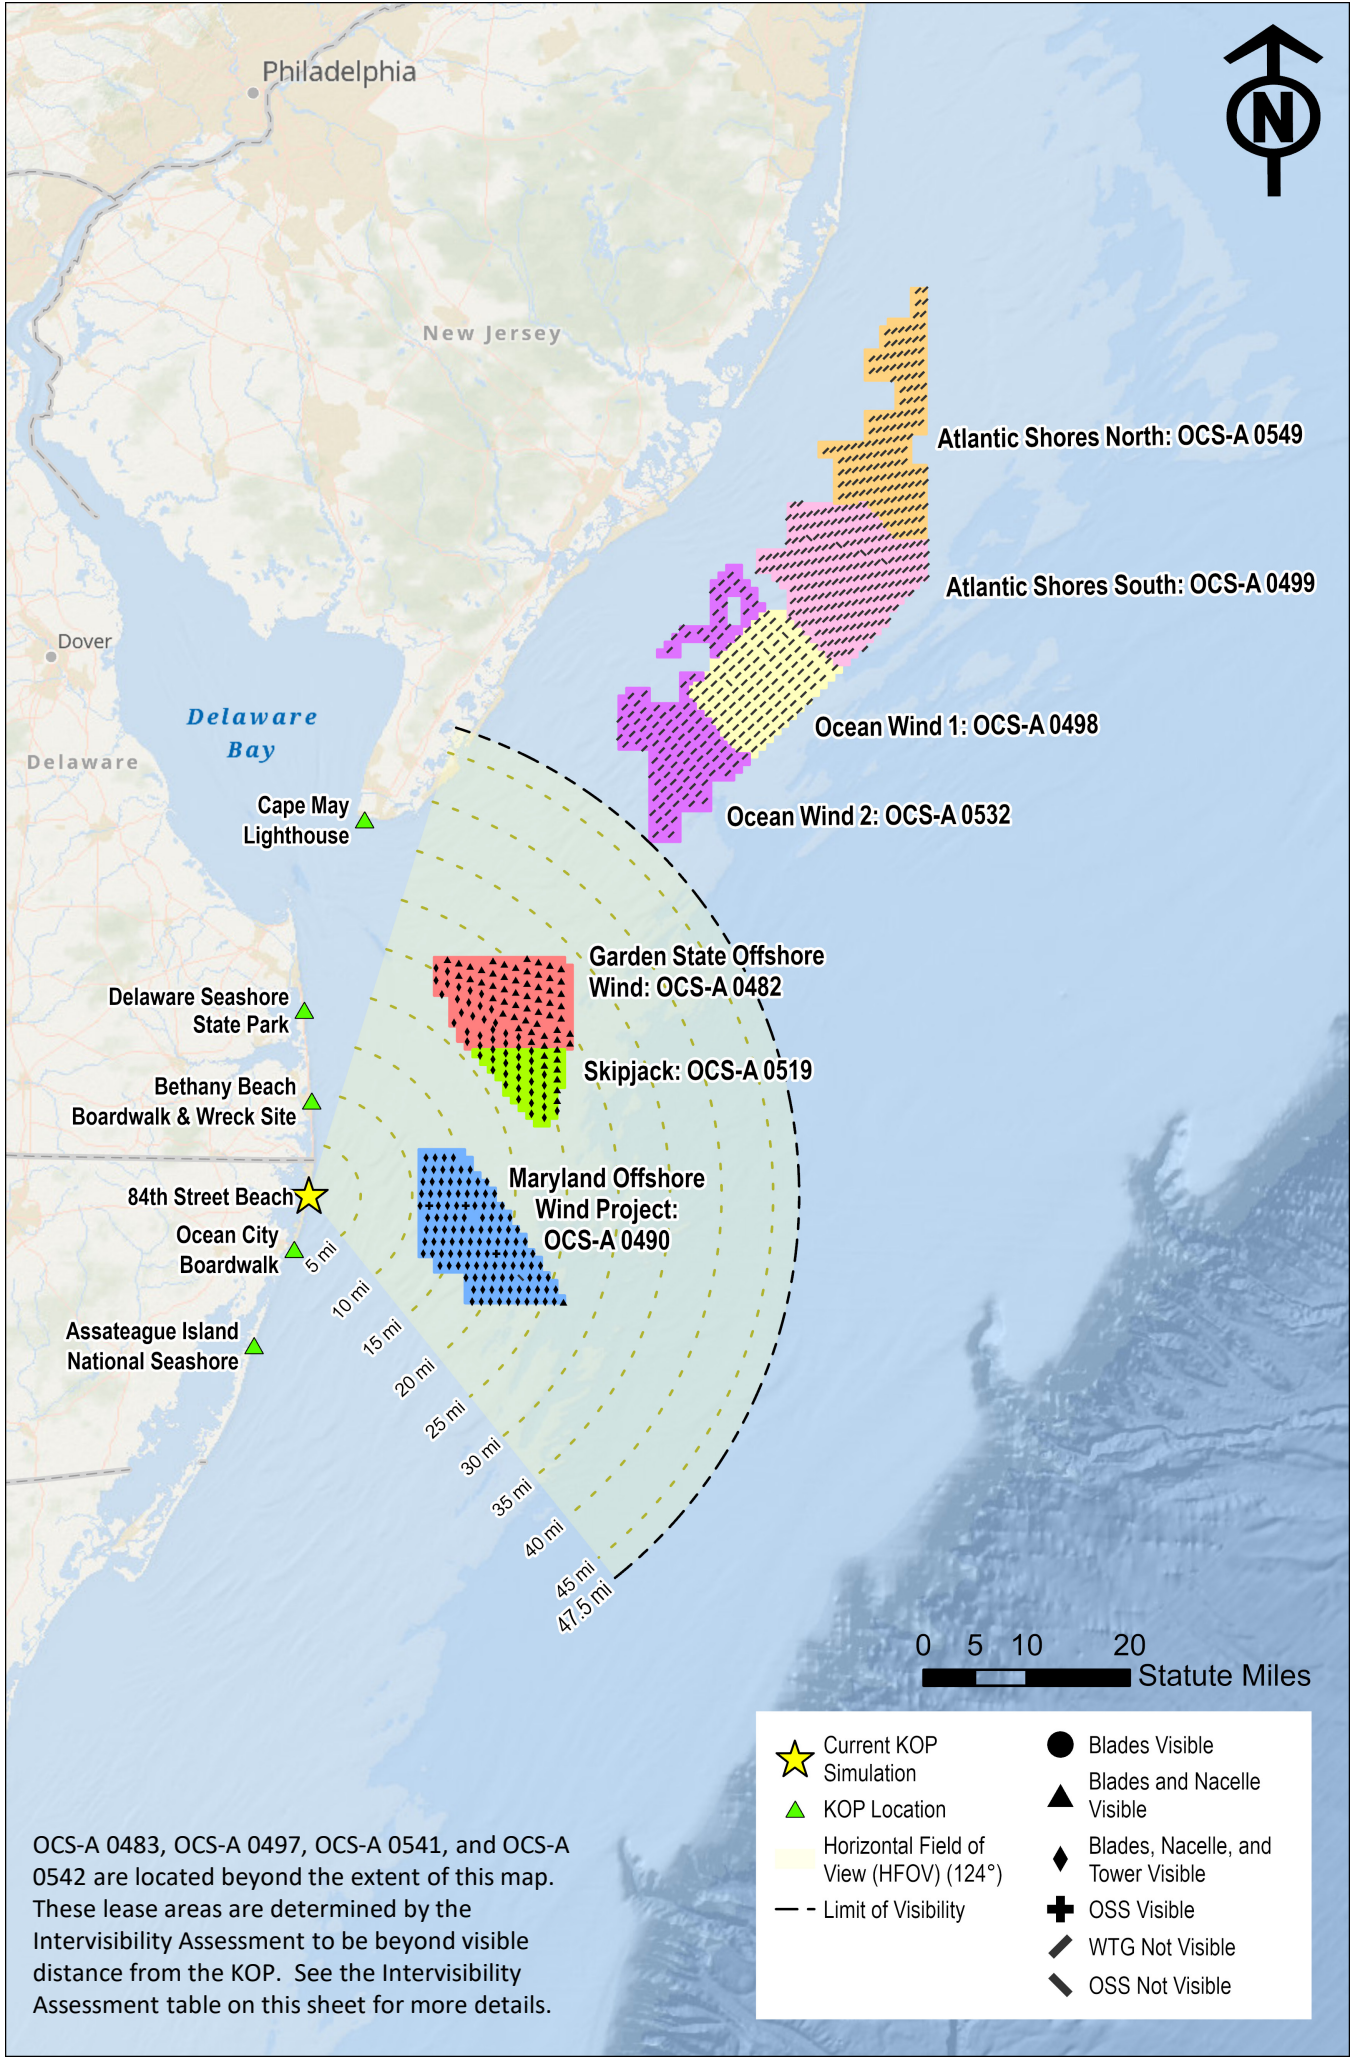 Philadelphia
N
New Jersey
Atlantic Shores North: OCS-A 0549
Atlantic Shores South: OCS-A 0499
Dover
Delaware
Bay
Delaware
Ocean Wind 1: OCS-A 0498
Cape May
Lighthouse
Ocean Wind 2: OCS-A 0532
Garden State Offshore
Wind: OCS-A 0482
Delaware Seashore
State Park
Skipjack: OCS-A 0519
Bethany Beach
Boardwalk & Wreck Site
Maryland Offshore
Wind Project:
OCS-A 0490
84th Street Beach
Ocean City
Boardwalk
Assateague Island
National Seashore
5 mi
10 mi
15 mi
20 mi
25 mi
30 mi
35 mi
40 mi
45 mi
47.5 mi
0 5 10 20
Statute Miles
Current KOP
Simulation
KOP Location
Horizontal Field of
View (HFOV) (124°)
Limit of Visibility
Blades Visible
Blades and Nacelle
Visible
Blades, Nacelle, and
Tower Visible
OSS Visible
WTG Not Visible
OSS Not Visible
OCS-A 0483, OCS-A 0497, OCS-A 0541, and OCS-A
0542 are located beyond the extent of this map.
These lease areas are determined by the
Intervisibility Assessment to be beyond visible
distance from the KOP.  See the Intervisibility
Assessment table on this sheet for more details.